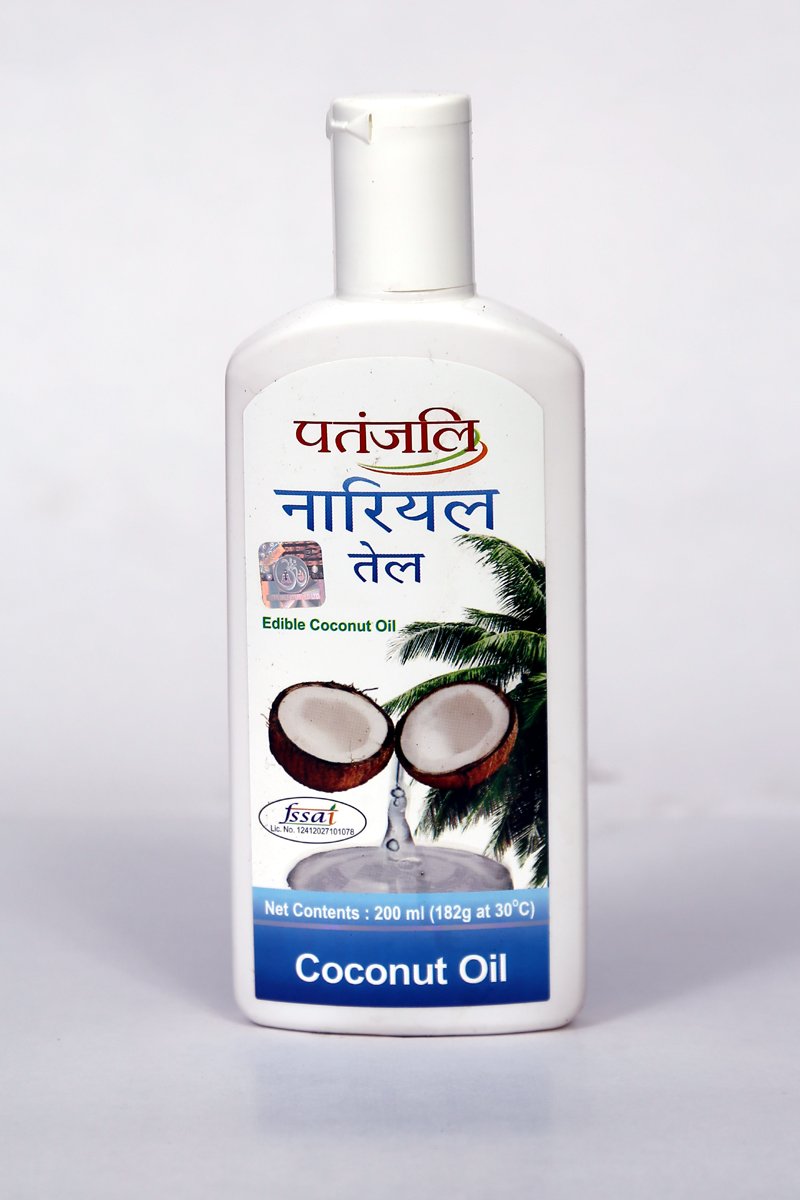 पतंजलि
नारियल
तेल
Edible Coconut Oil
fssai
Lic. No. 12412027101078
Net Contents : 200 ml (182g at 30°C)
Coconut Oil